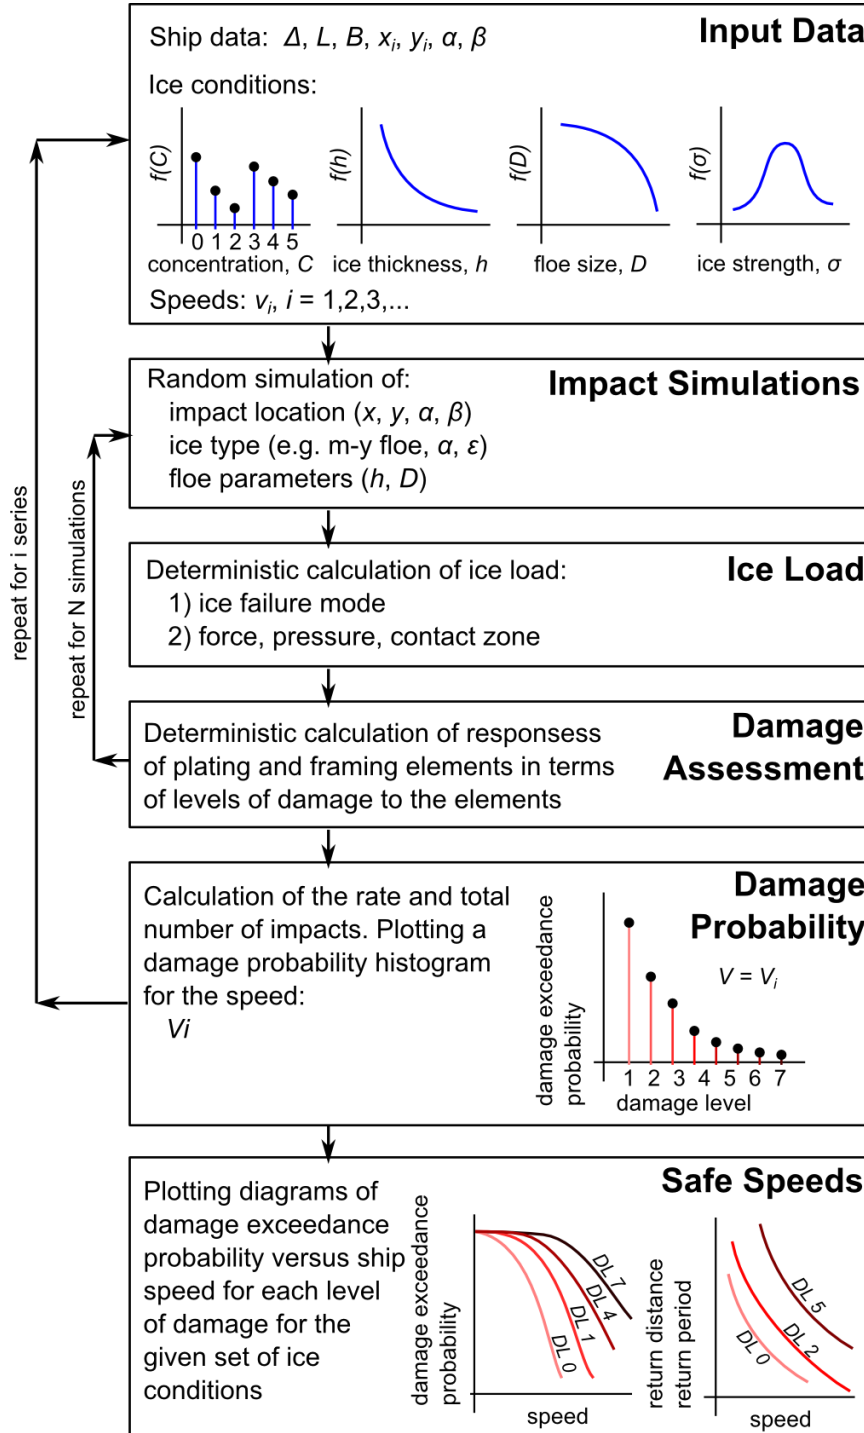 Input Data
Ship data: Δ, L, B, xᵢ, yᵢ, α, β
Ice conditions:
f(C)
0 1 2 3 4 5
concentration, C
f(h)
ice thickness, h
f(D)
floe size, D
f(σ)
ice strength, σ
Speeds: vᵢ, i = 1,2,3,...
Impact Simulations
Random simulation of:
impact location (x, y, α, β)
ice type (e.g. m-y floe, α, ε)
floe parameters (h, D)
Ice Load
Deterministic calculation of ice load:
1) ice failure mode
2) force, pressure, contact zone
Damage
Assessment
Deterministic calculation of responsess
of plating and framing elements in terms
of levels of damage to the elements
repeat for N simulations
repeat for i series
Damage
Probability
Calculation of the rate and total
number of impacts. Plotting a
damage probability histogram
for the speed:
Vi
damage exceedance
probability
V = Vᵢ
1 2 3 4 5 6 7
damage level
Safe Speeds
Plotting diagrams of
damage exceedance
probability versus ship
speed for each level
of damage for the
given set of ice
conditions
damage exceedance
probability
DL 0
DL 1
DL 4
DL 7
speed
return distance
return period
DL 0
DL 2
DL 5
speed